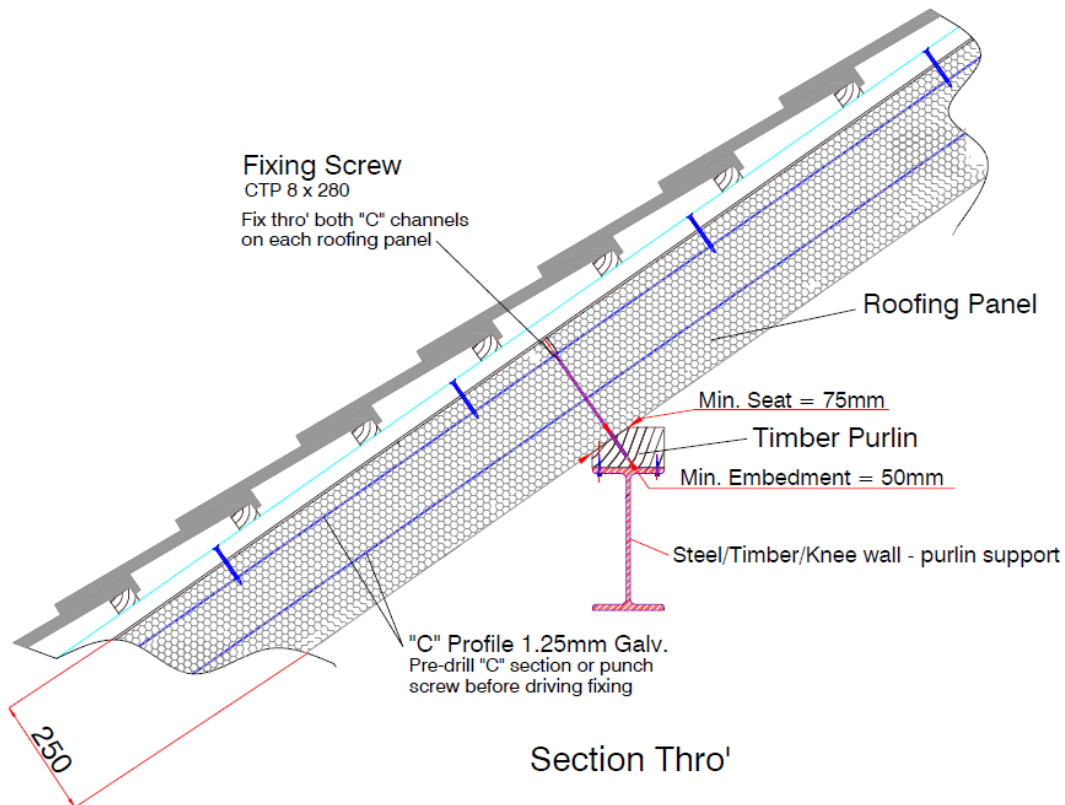 Fixing Screw
CTP 8 x 280
Fix thro' both "C" channels
on each roofing panel
Roofing Panel
Min. Seat = 75mm
Timber Purlin
Min. Embedment = 50mm
Steel/Timber/Knee wall - purlin support
"C" Profile 1.25mm Galv.
Pre-drill "C" section or punch
screw before driving fixing
250
Section Thro'